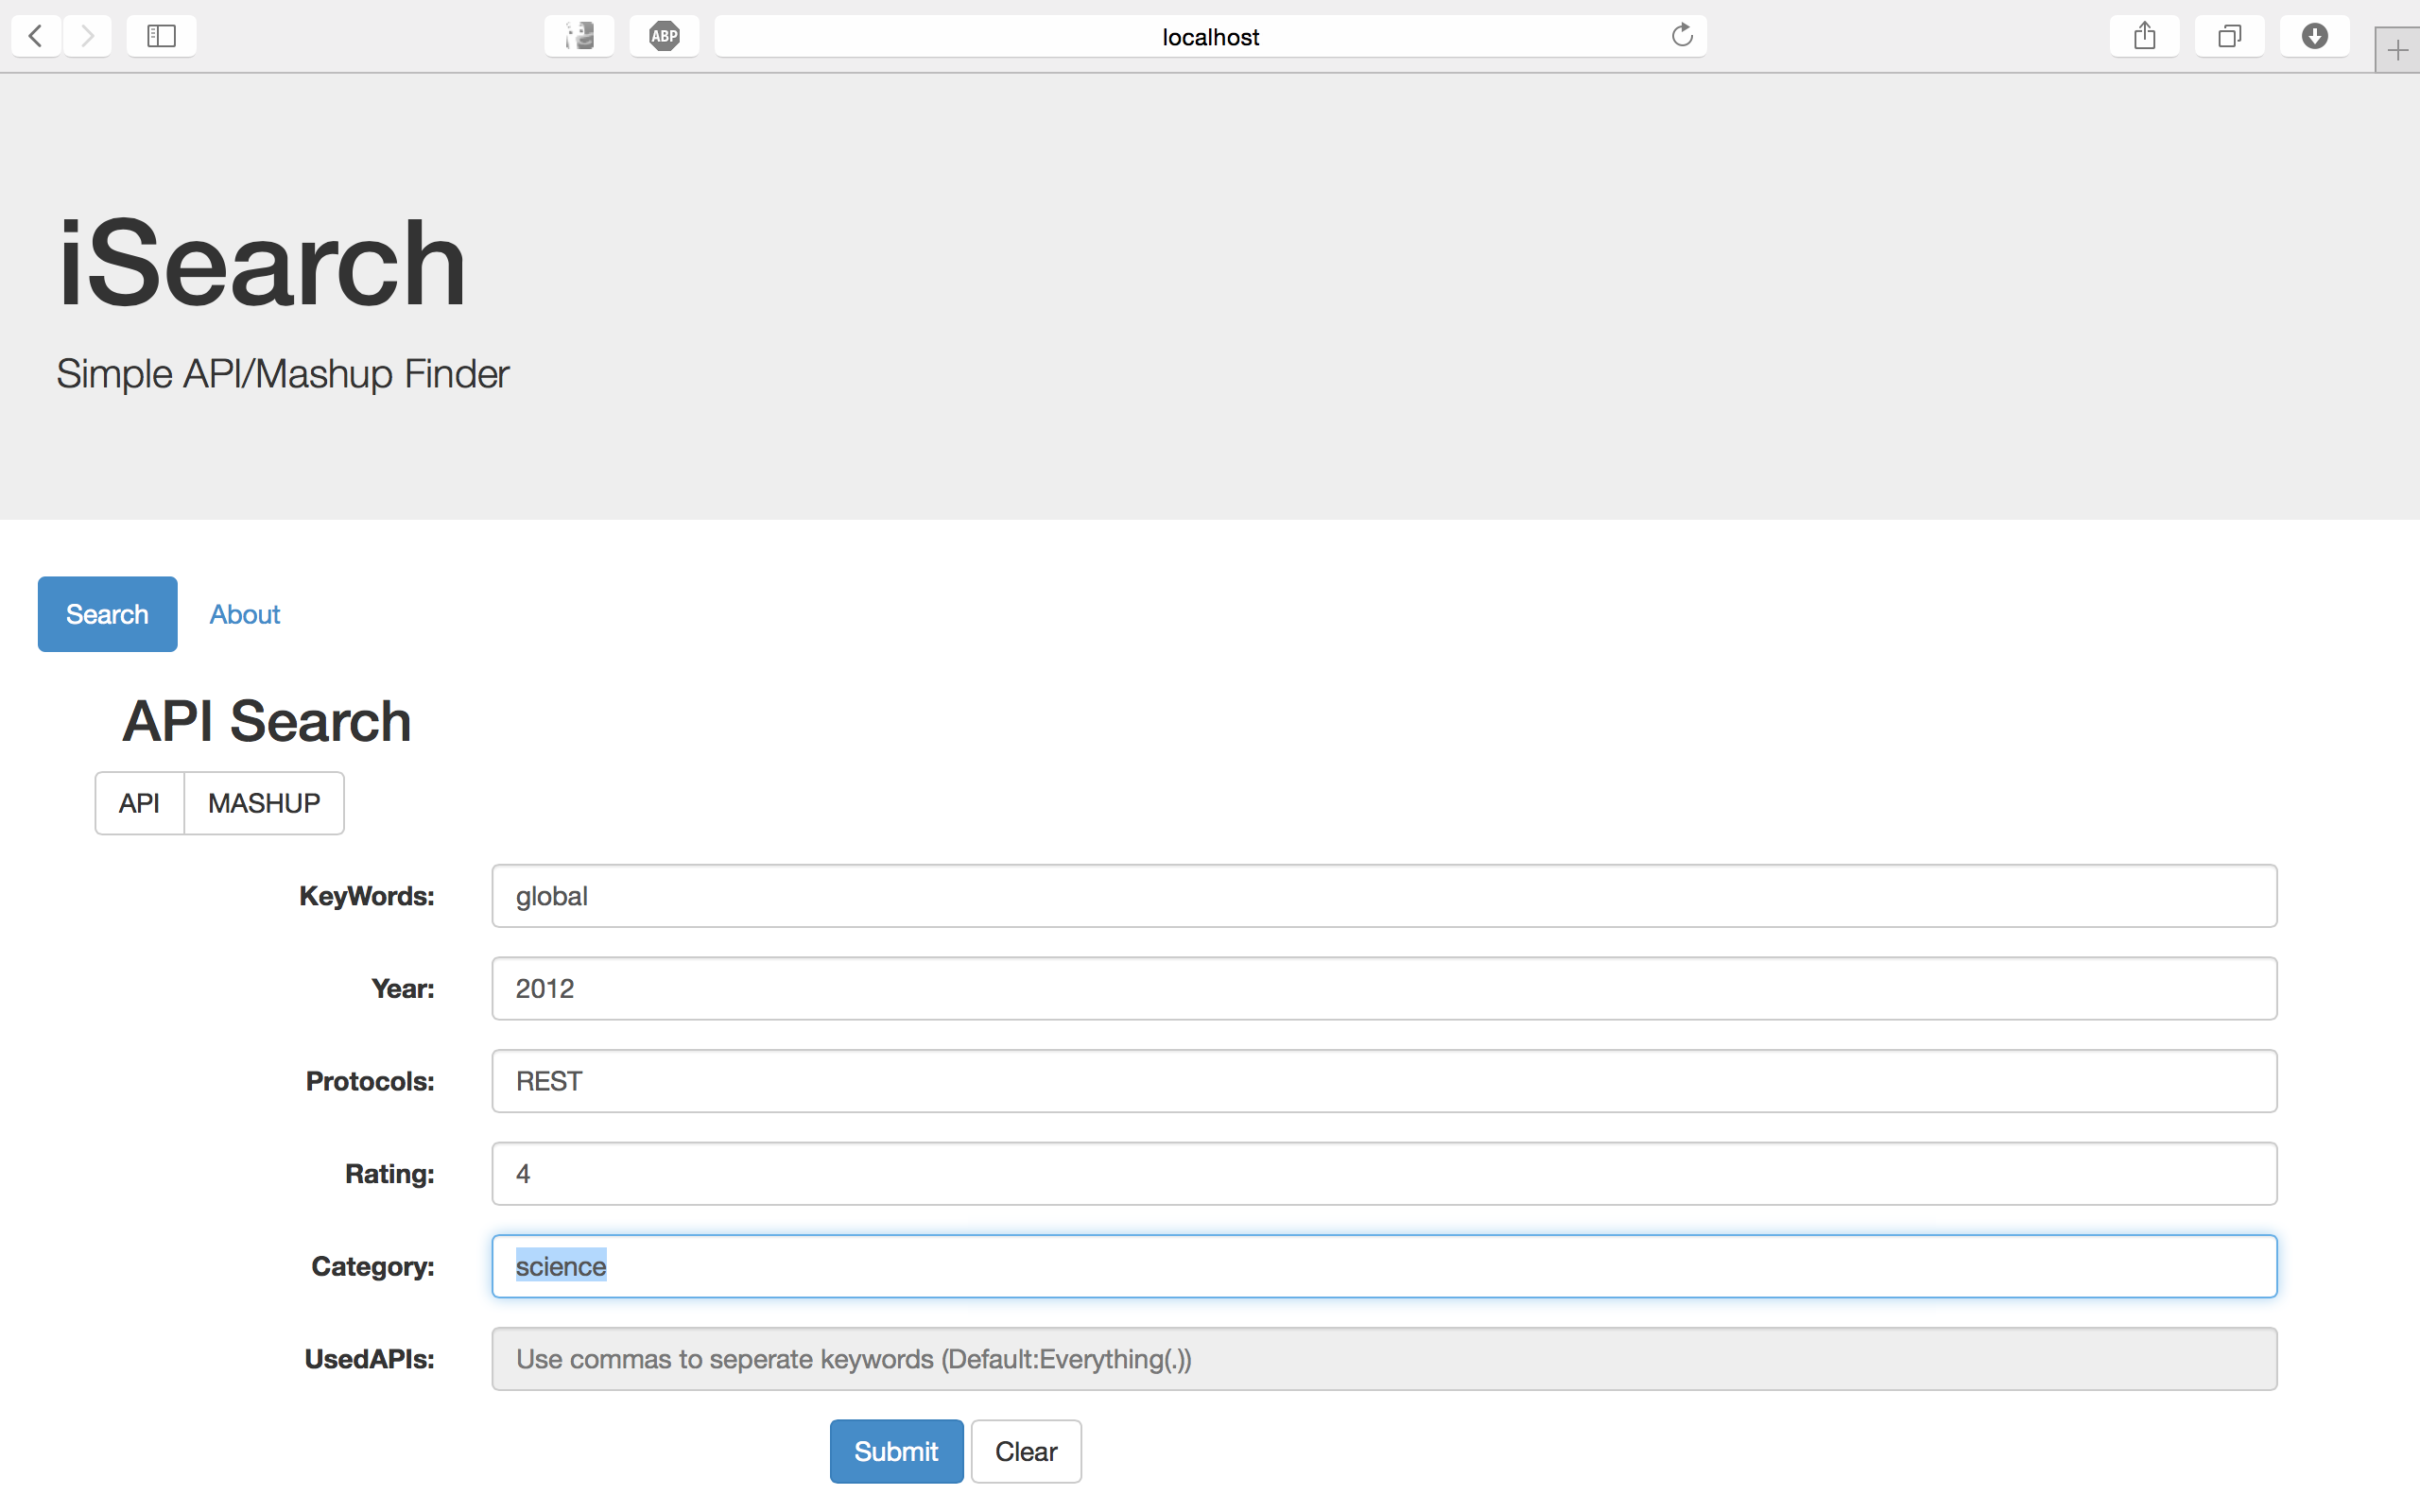 ABP
localhost
iSearch
Simple API/Mashup Finder
Search About
API Search
API MASHUP
KeyWords: global
Year: 2012
Protocols: REST
Rating: 4
Category: science
UsedAPIs: Use commas to seperate keywords (Default:Everything(.))
Submit Clear